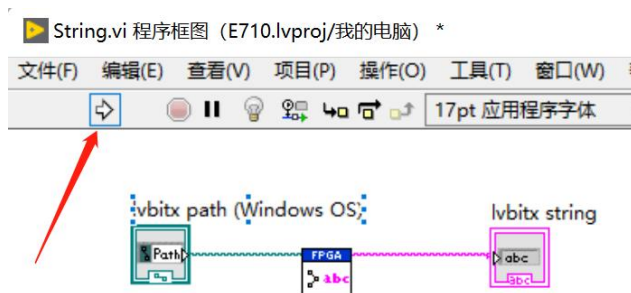 String.vi 程序框图（E710.lvproj/我的电脑） *
文件(F) 编辑(E) 查看(V) 项目(P) 操作(O) 工具(T) 窗口(W)
17pt 应用程序字体
lvbitx path (Windows OS) lvbitx string
Path FPGA abc
abc